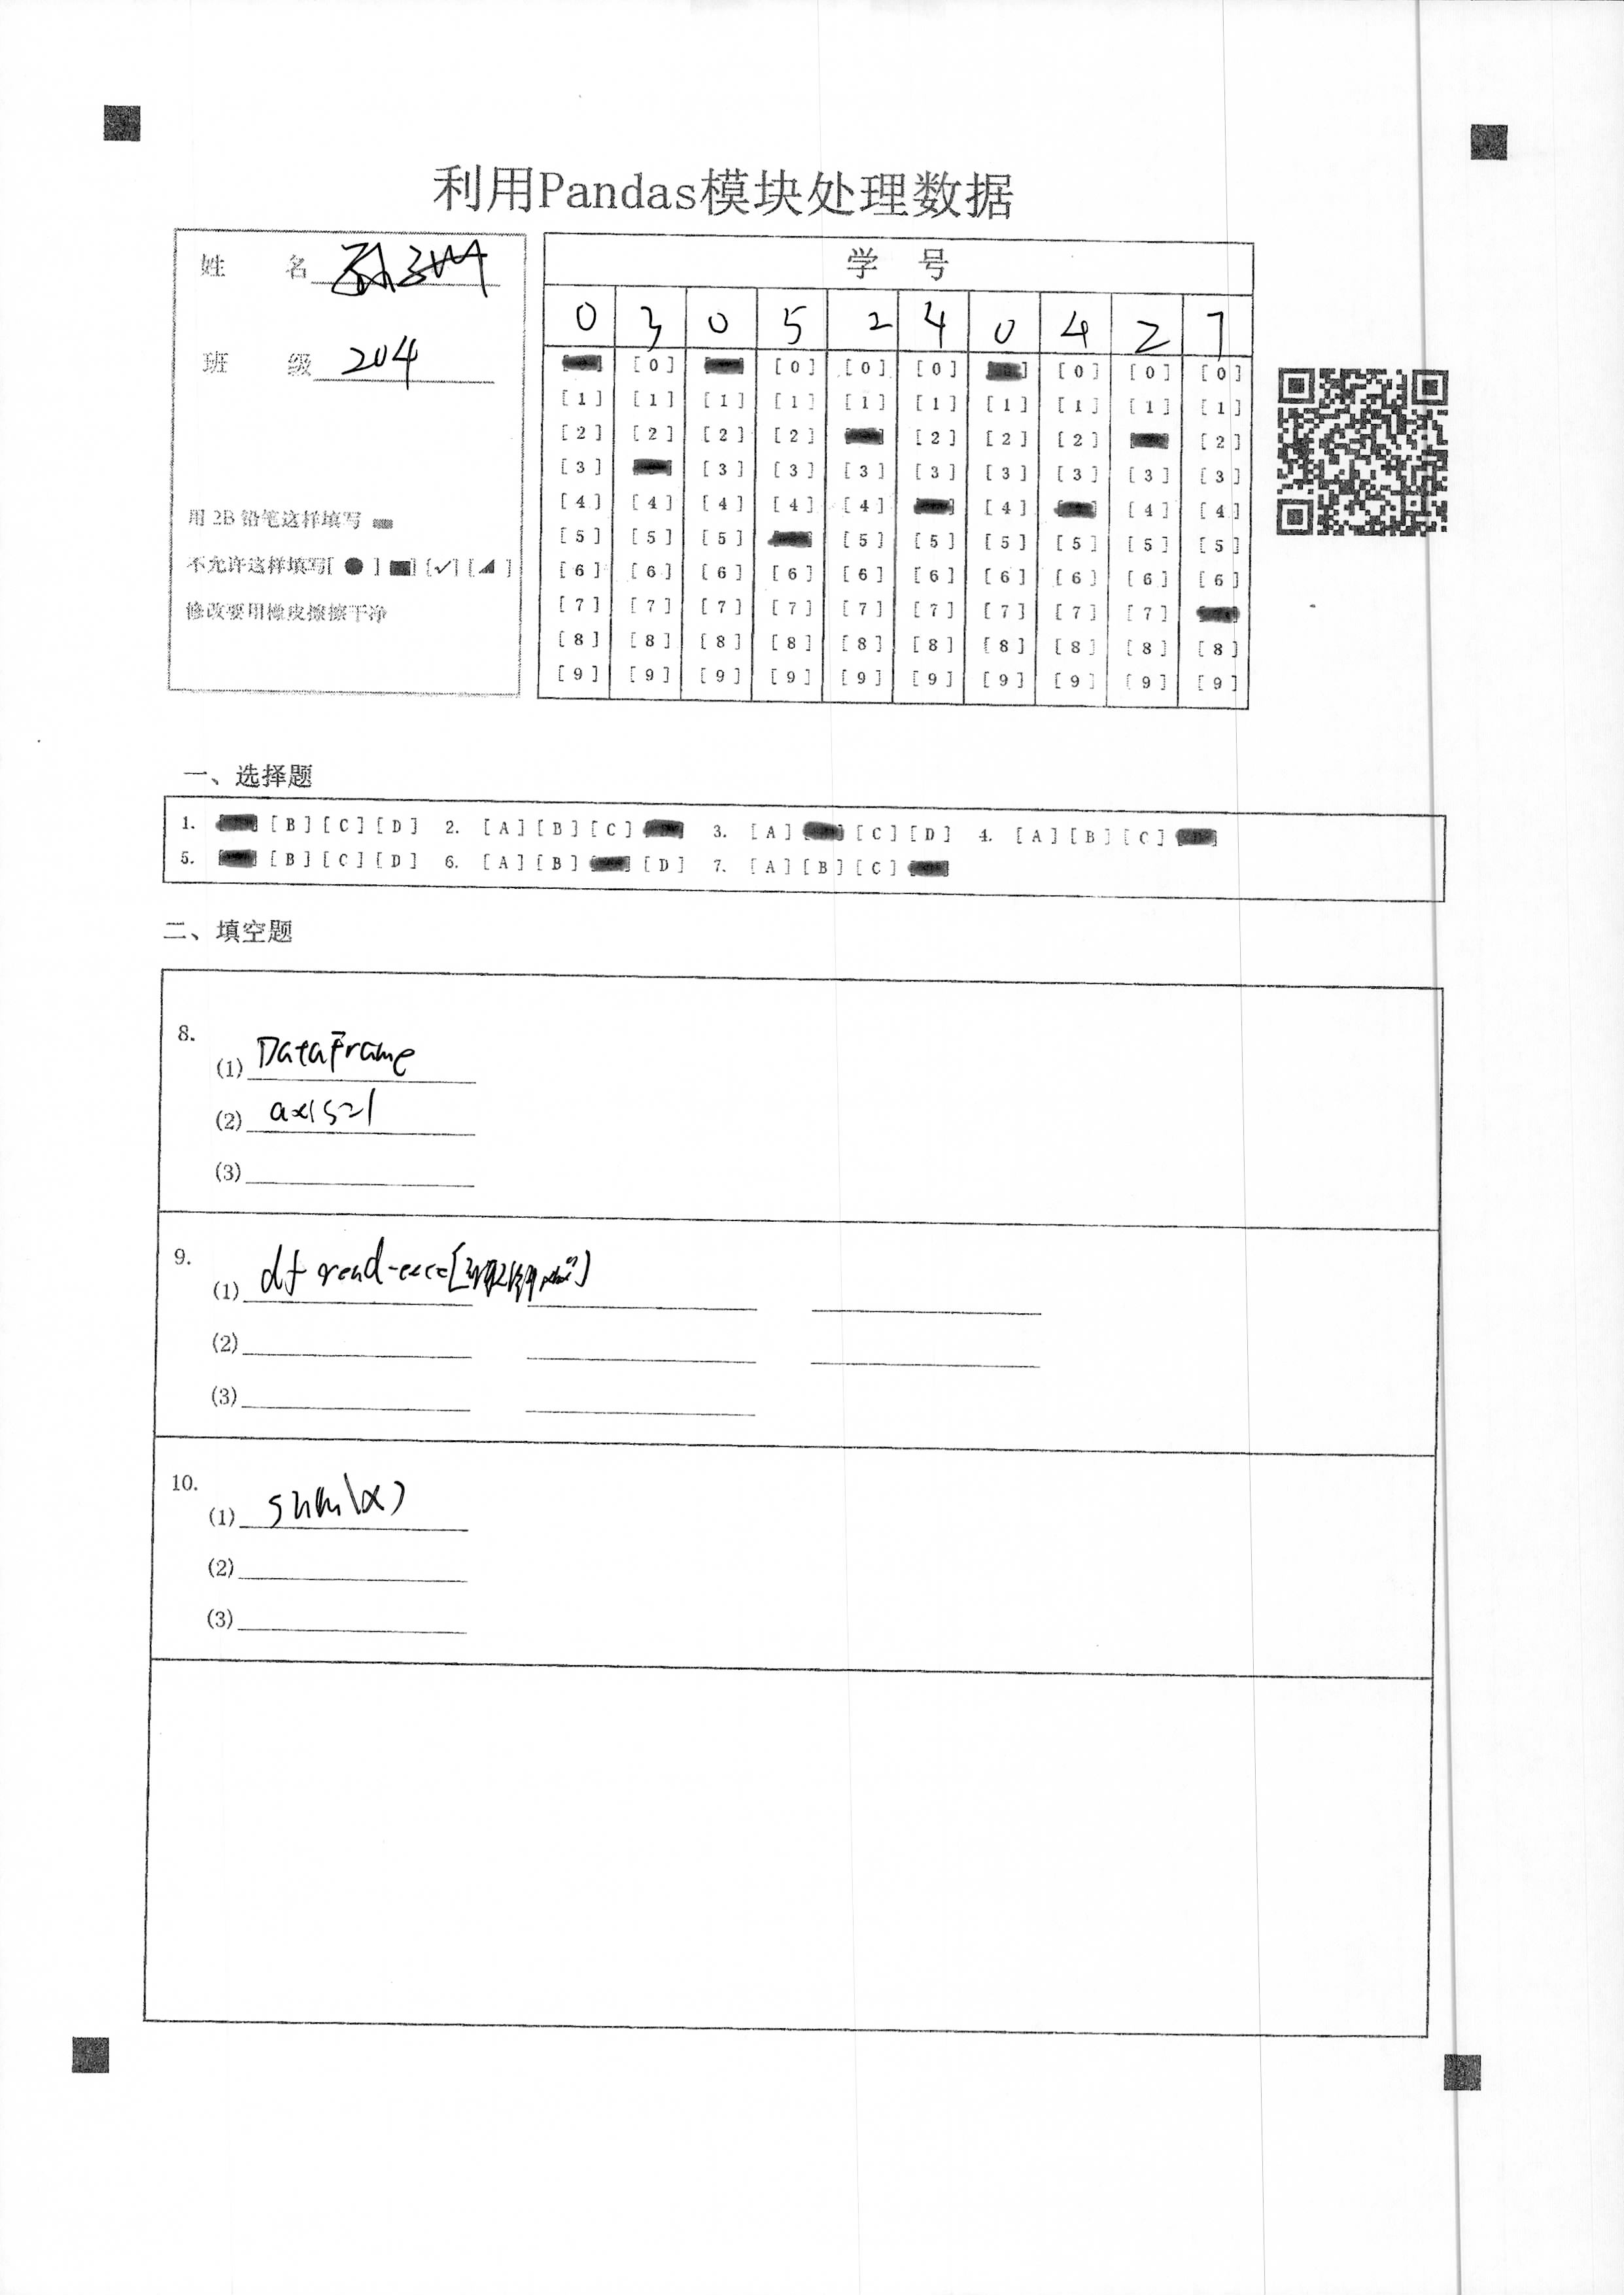 利用Pandas模块处理数据
姓 名
班 级 204
用 2B 铅笔这样填写
不允许这样填写[ ● ] [✓] [ ]
修改要用橡皮擦擦干净
学 号
0 3 0 5 2 4 0 4 2 7
[0] [0] [0] [0] [0] [0]
[1] [1] [1] [1] [1] [1] [1] [1] [1] [1]
[2] [2] [2] [2] [2] [2] [2] [2]
[3] [3] [3] [3] [3] [3] [3] [3] [3]
[4] [4] [4] [4] [4] [4] [4] [4]
[5] [5] [5] [5] [5] [5] [5] [5] [5]
[6] [6] [6] [6] [6] [6] [6] [6] [6] [6]
[7] [7] [7] [7] [7] [7] [7] [7] [7]
[8] [8] [8] [8] [8] [8] [8] [8] [8] [8]
[9] [9] [9] [9] [9] [9] [9] [9] [9] [9]
一、选择题
1. [B] [C] [D] 2. [A] [B] [C] 3. [A] [C] [D] 4. [A] [B] [C]
5. [B] [C] [D] 6. [A] [B] [D] 7. [A] [B] [C]
二、填空题
8.
(1) DataFrame
(2) axis=1
(3)
9.
(1) df read-
(2)
(3)
10.
(1) sum(x)
(2)
(3)